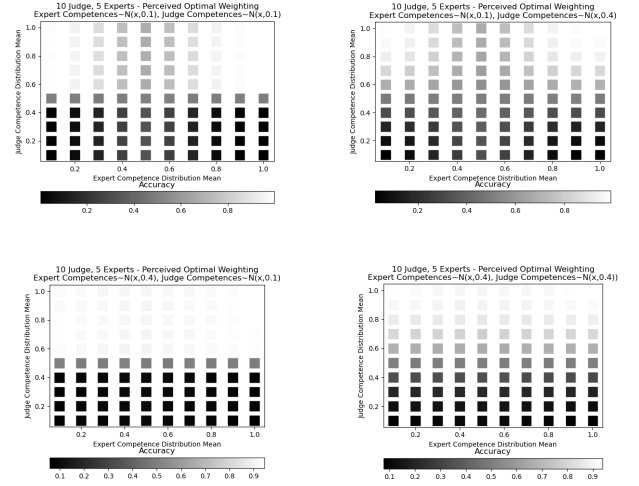 10 Judge, 5 Experts - Perceived Optimal Weighting
Expert Competences~N(x,0.1), Judge Competences~N(x,0.1)
Judge Competence Distribution Mean
1.0
0.8
0.6
0.4
0.2
0.2 0.4 0.6 0.8 1.0
Expert Competence Distribution Mean
Accuracy
0.2 0.4 0.6 0.8
10 Judge, 5 Experts - Perceived Optimal Weighting
Expert Competences~N(x,0.1), Judge Competences~N(x,0.4)
Judge Competence Distribution Mean
1.0
0.8
0.6
0.4
0.2
0.2 0.4 0.6 0.8 1.0
Expert Competence Distribution Mean
Accuracy
0.2 0.4 0.6 0.8
10 Judge, 5 Experts - Perceived Optimal Weighting
Expert Competences~N(x,0.4), Judge Competences~N(x,0.1)
Judge Competence Distribution Mean
1.0
0.8
0.6
0.4
0.2
0.2 0.4 0.6 0.8 1.0
Expert Competence Distribution Mean
Accuracy
0.1 0.2 0.3 0.4 0.5 0.6 0.7 0.8 0.9
10 Judge, 5 Experts - Perceived Optimal Weighting
Expert Competences~N(x,0.4), Judge Competences~N(x,0.4))
Judge Competence Distribution Mean
1.0
0.8
0.6
0.4
0.2
0.2 0.4 0.6 0.8 1.0
Expert Competence Distribution Mean
Accuracy
0.1 0.2 0.3 0.4 0.5 0.6 0.7 0.8 0.9